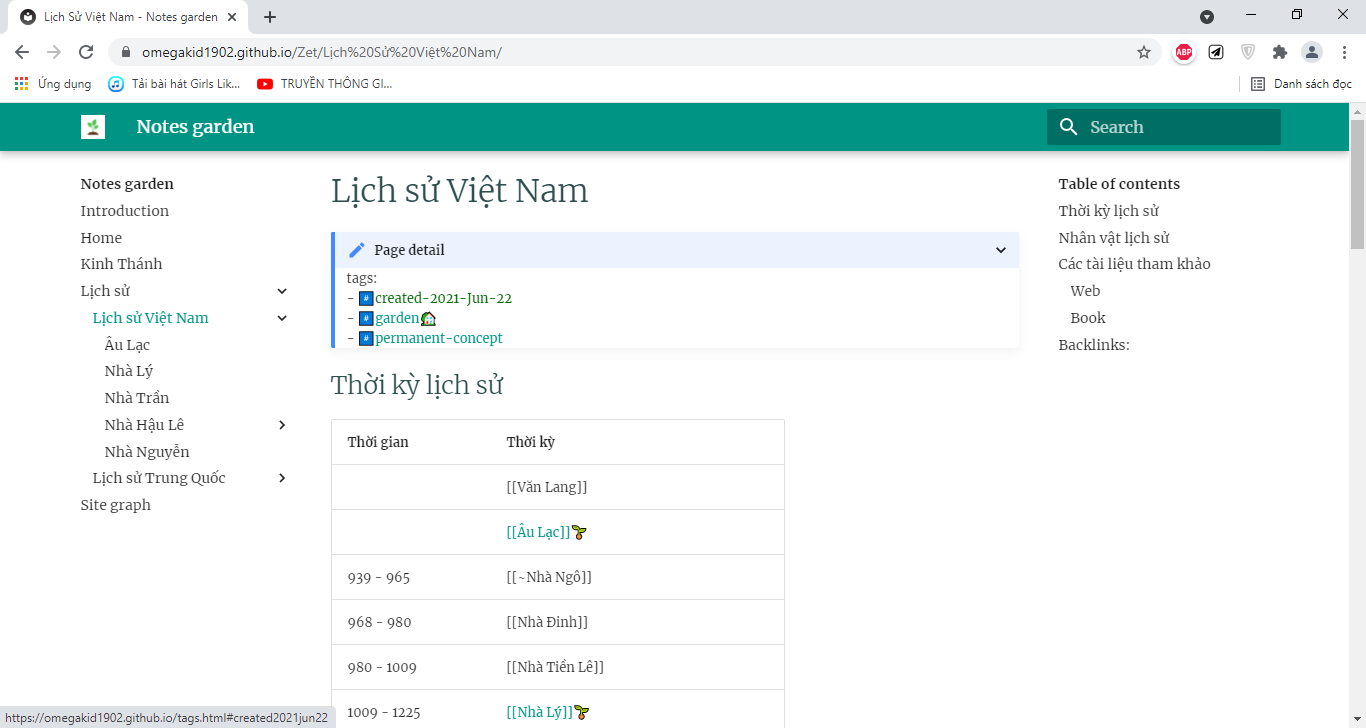 Lịch Sử Việt Nam - Notes garden
omegakid1902.github.io/Zet/Lịch%20Sử%20Việt%20Nam/
ABP
Ứng dụng
Tải bài hát Girls Lik...
TRUYỀN THÔNG GI...
Danh sách đọc
Notes garden
Search
Notes garden
Introduction
Home
Kinh Thánh
Lịch sử
Lịch sử Việt Nam
Âu Lạc
Nhà Lý
Nhà Trần
Nhà Hậu Lê
Nhà Nguyễn
Lịch sử Trung Quốc
Site graph
Lịch sử Việt Nam
Page detail
tags:
- #️⃣created-2021-Jun-22
- #️⃣garden🏡
- #️⃣permanent-concept
Thời kỳ lịch sử
Thời gian Thời kỳ
[[Văn Lang]]
[[Âu Lạc]]🌱
939 - 965 [[~Nhà Ngô]]
968 - 980 [[Nhà Đinh]]
980 - 1009 [[Nhà Tiền Lê]]
1009 - 1225 [[Nhà Lý]]🌱
Table of contents
Thời kỳ lịch sử
Nhân vật lịch sử
Các tài liệu tham khảo
Web
Book
Backlinks:
https://omegakid1902.github.io/tags.html#created2021jun22